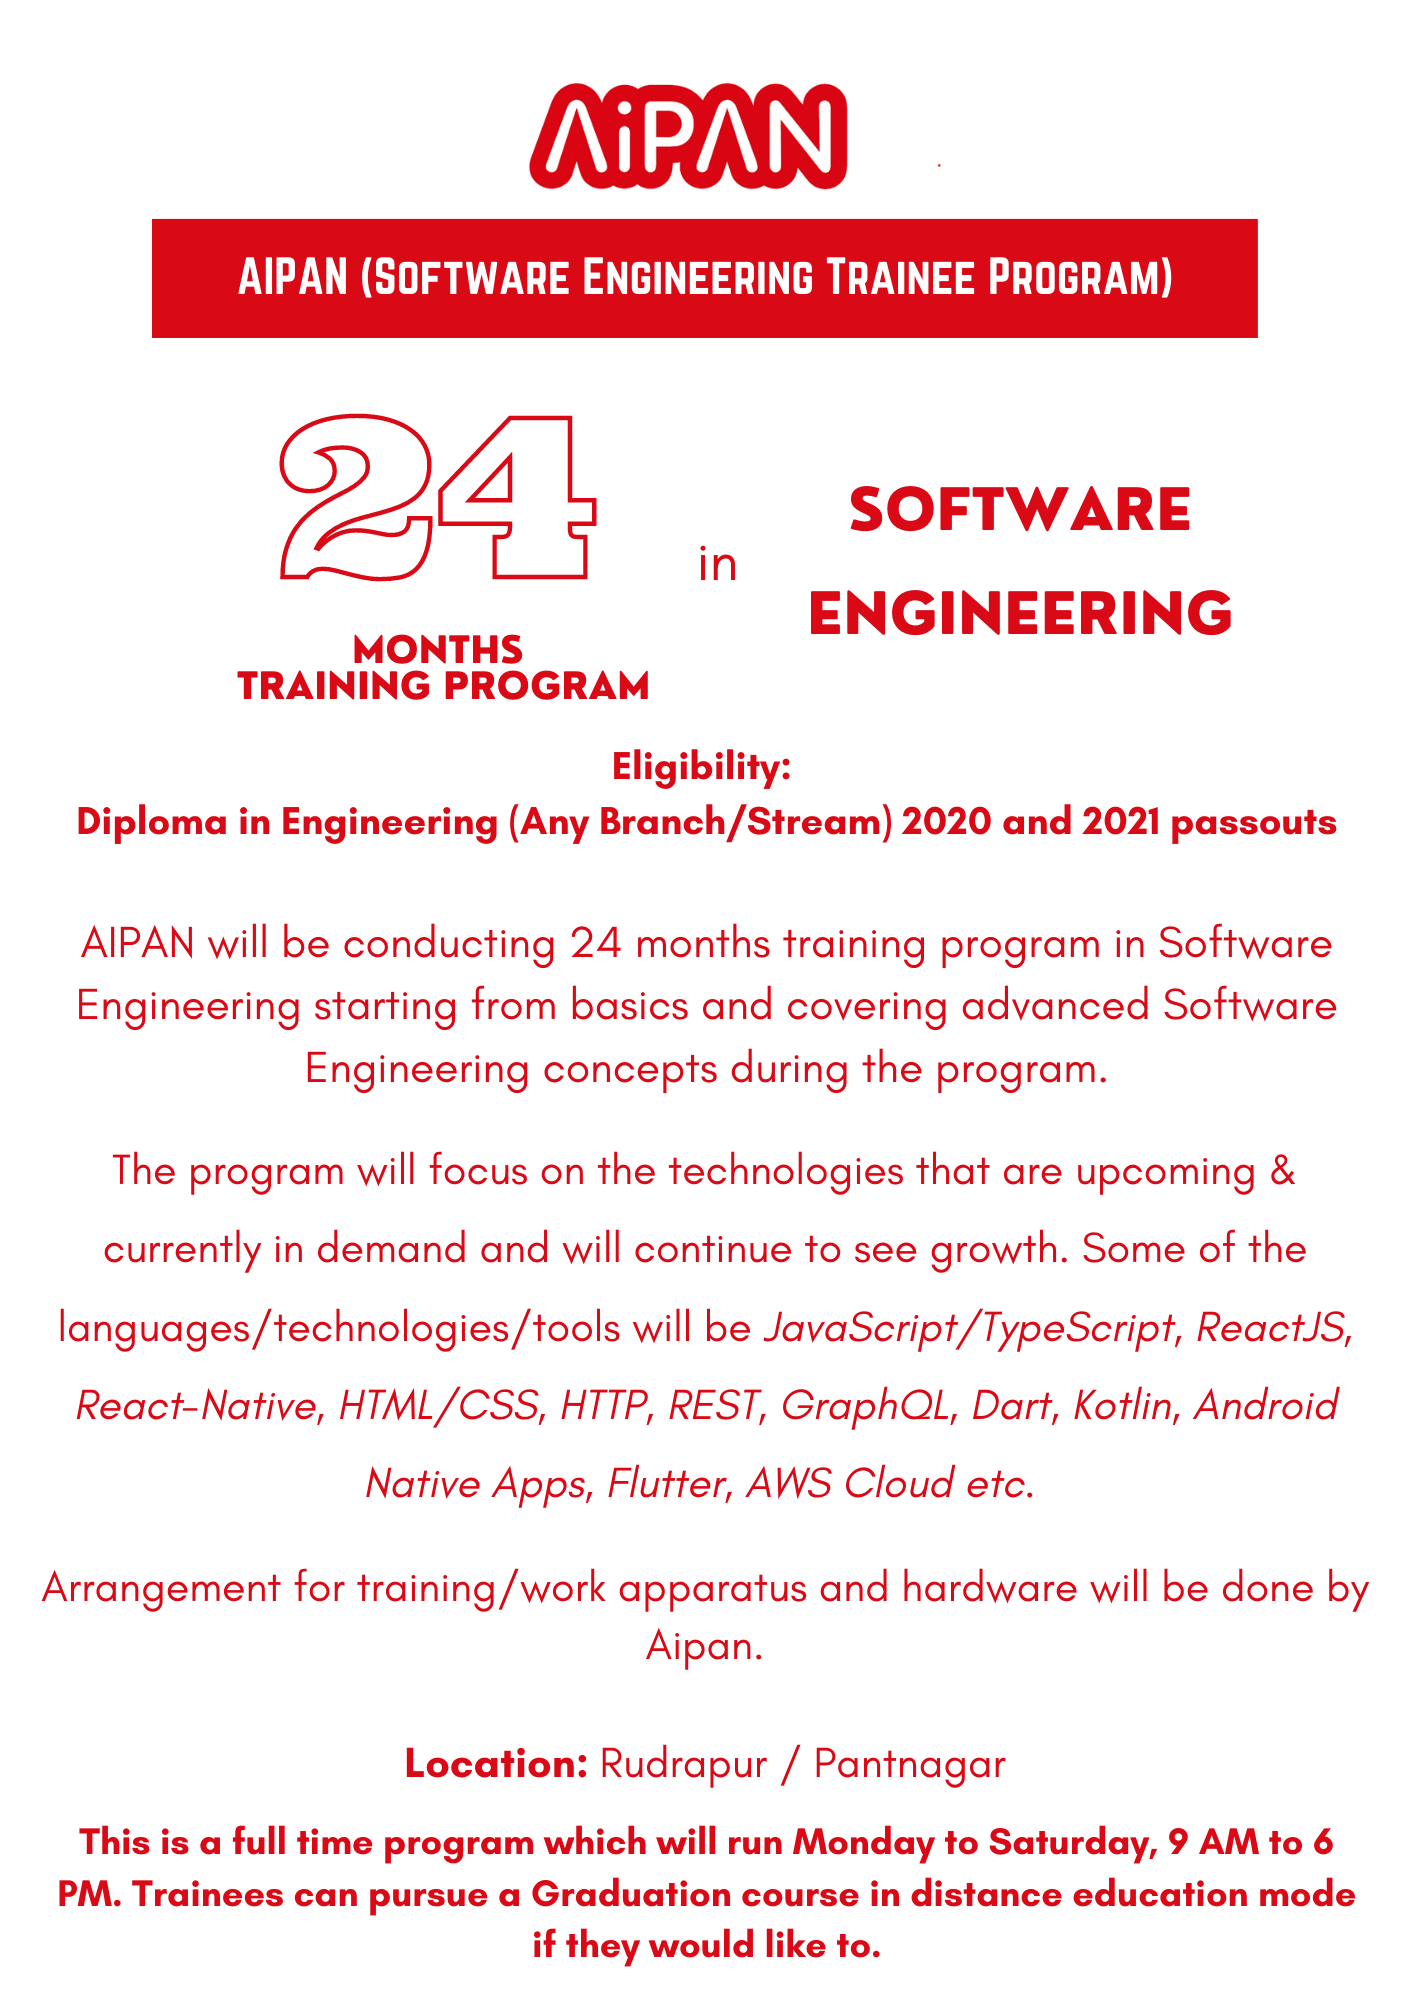 AiPAN
AIPAN (Software Engineering Trainee Program)
24
MONTHS
TRAINING PROGRAM
in
SOFTWARE
ENGINEERING
Eligibility:
Diploma in Engineering (Any Branch/Stream) 2020 and 2021 passouts
AIPAN will be conducting 24 months training program in Software
Engineering starting from basics and covering advanced Software
Engineering concepts during the program.
The program will focus on the technologies that are upcoming &
currently in demand and will continue to see growth. Some of the
languages/technologies/tools will be JavaScript/TypeScript, ReactJS,
React-Native, HTML/CSS, HTTP, REST, GraphQL, Dart, Kotlin, Android
Native Apps, Flutter, AWS Cloud etc.
Arrangement for training/work apparatus and hardware will be done by
Aipan.
Location: Rudrapur / Pantnagar
This is a full time program which will run Monday to Saturday, 9 AM to 6
PM. Trainees can pursue a Graduation course in distance education mode
if they would like to.